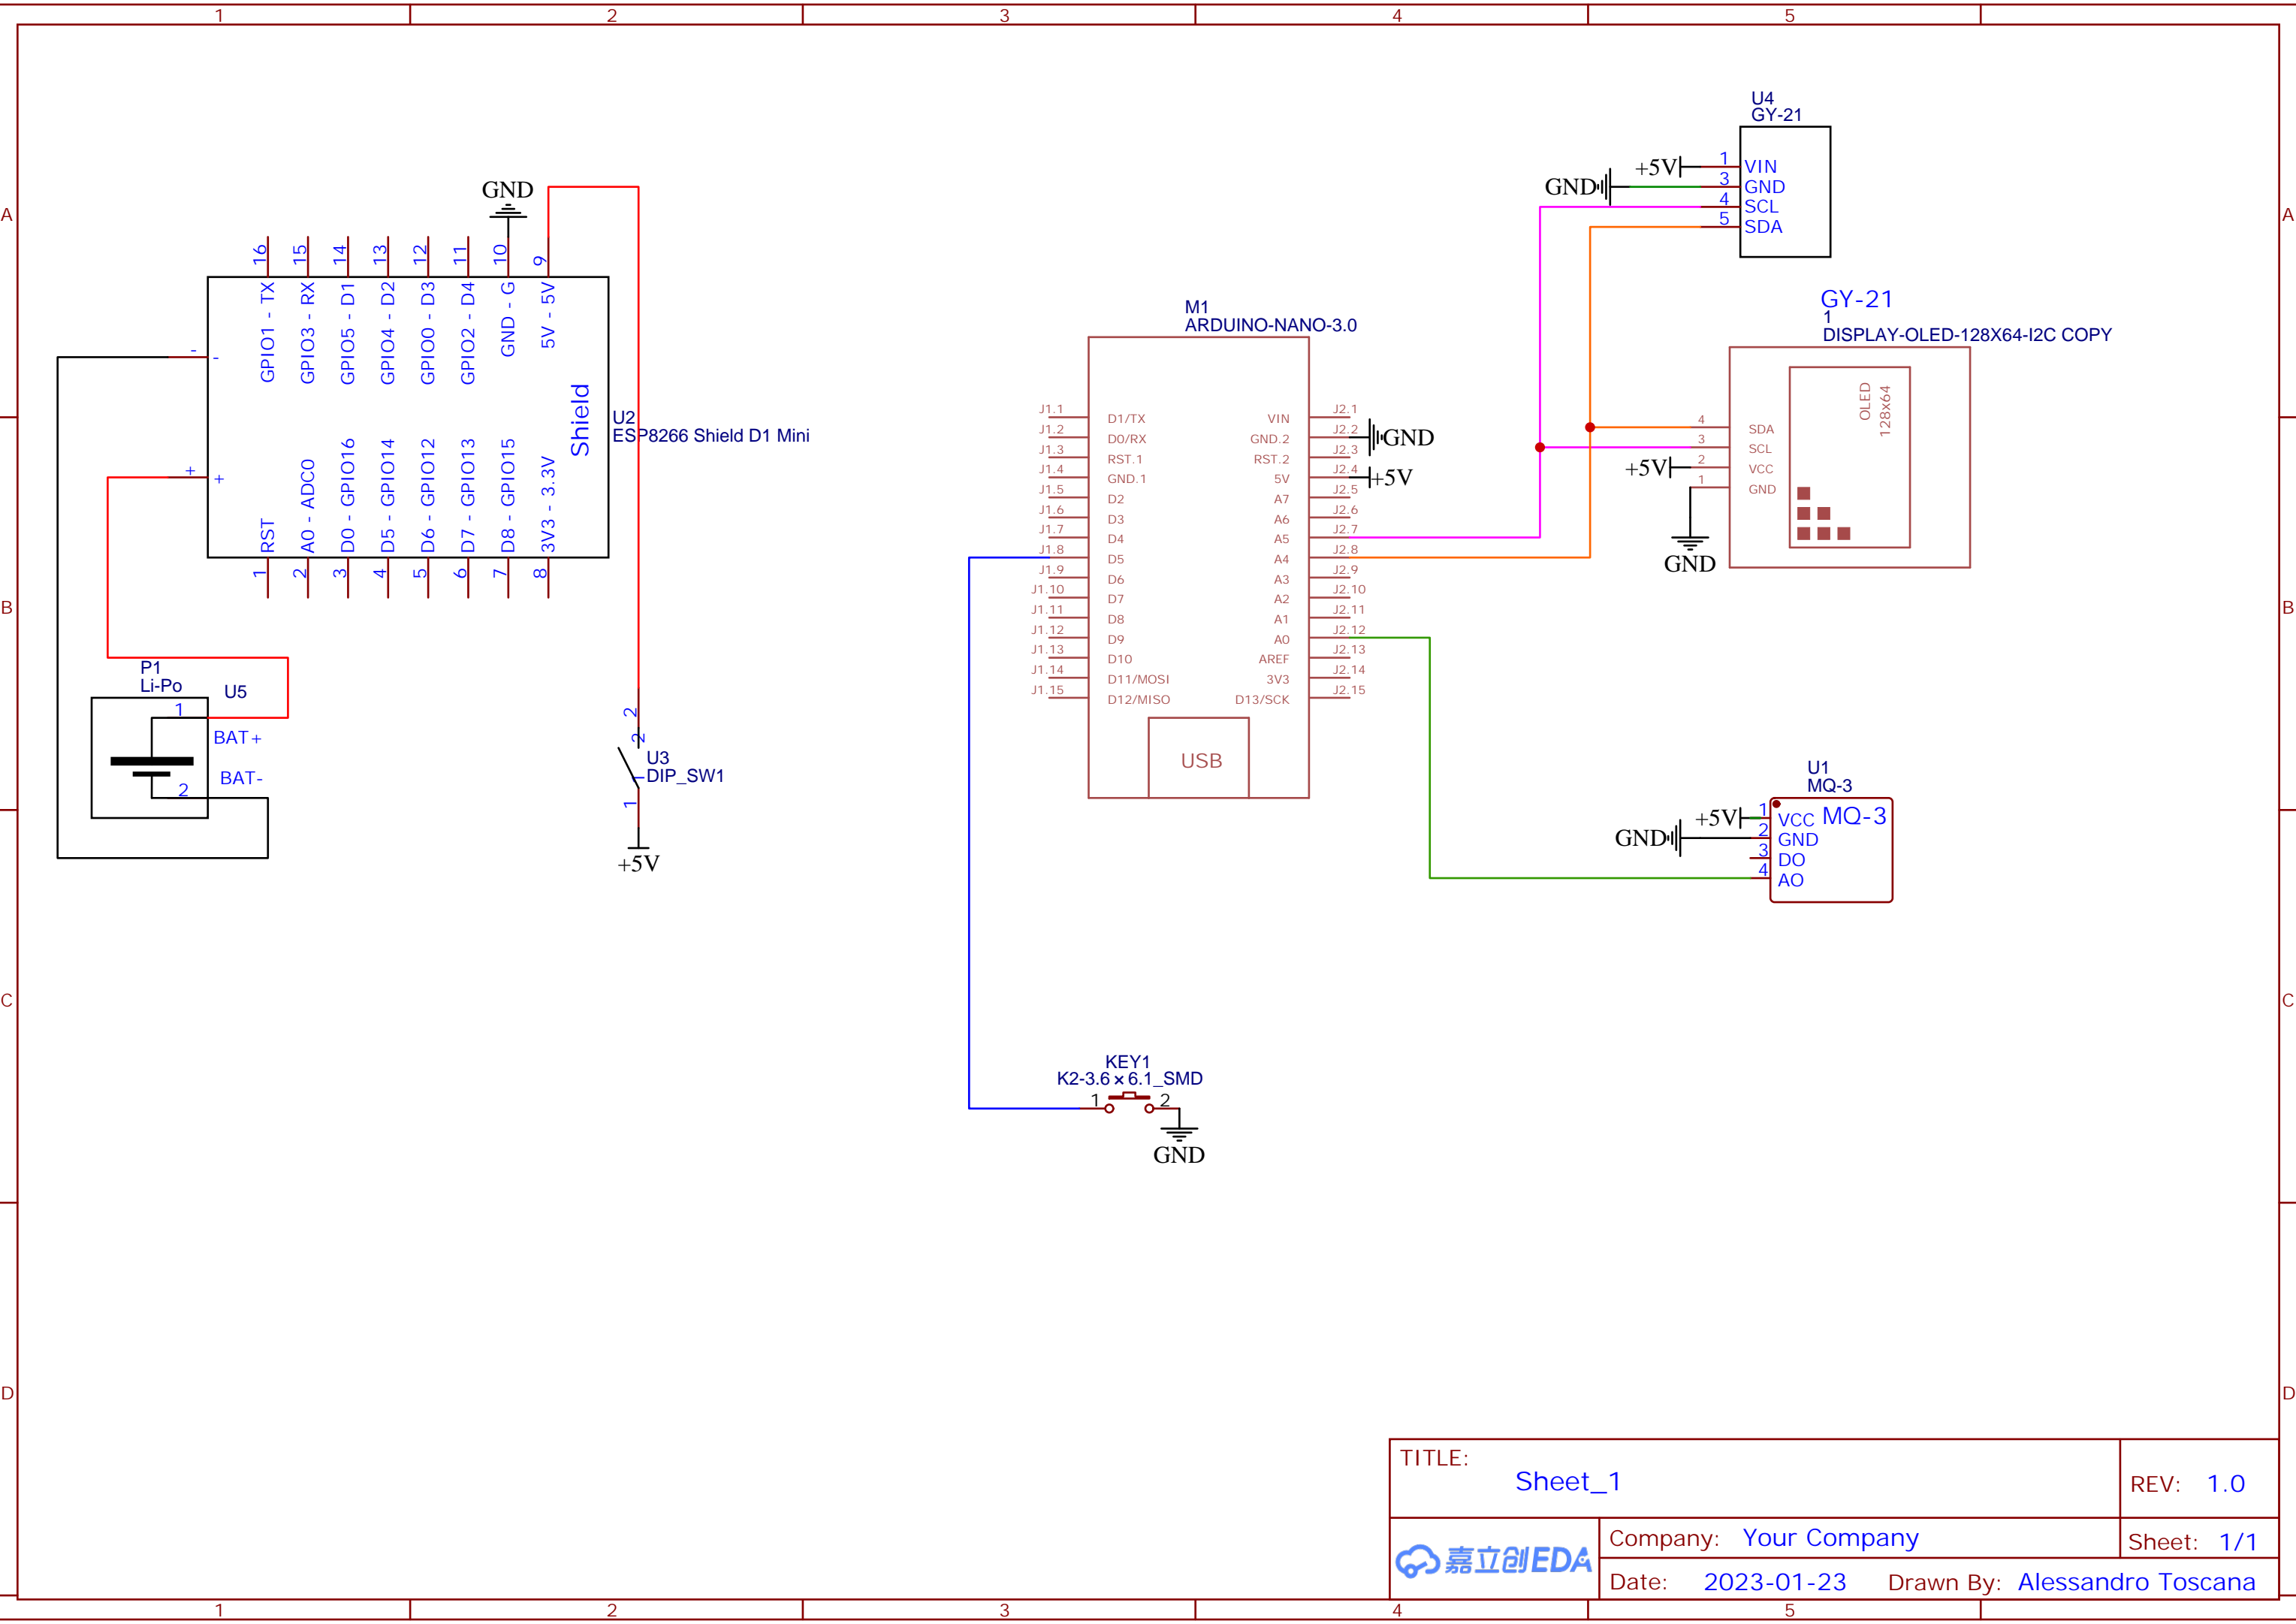 1 2 3 4 5
A
B
C
D
A
B
C
D
GND
16 15 14 13 12 11 10 9
GPIO1 - TX
GPIO3 - RX
GPIO5 - D1
GPIO4 - D2
GPIO0 - D3
GPIO2 - D4
GND - G
5V - 5V
- -
+ +
Shield
U2
ESP8266 Shield D1 Mini
RST
A0 - ADC0
D0 - GPIO16
D5 - GPIO14
D6 - GPIO12
D7 - GPIO13
D8 - GPIO15
3V3 - 3.3V
1 2 3 4 5 6 7 8
P1
Li-Po
U5
1
BAT+
BAT-
2
2
2
U3
DIP_SW1
1
1
+5V
M1
ARDUINO-NANO-3.0
J1.1 D1/TX VIN J2.1
J1.2 D0/RX GND.2 J2.2 GND
J1.3 RST.1 RST.2 J2.3
J1.4 GND.1 5V J2.4 +5V
J1.5 D2 A7 J2.5
J1.6 D3 A6 J2.6
J1.7 D4 A5 J2.7
J1.8 D5 A4 J2.8
J1.9 D6 A3 J2.9
J1.10 D7 A2 J2.10
J1.11 D8 A1 J2.11
J1.12 D9 A0 J2.12
J1.13 D10 AREF J2.13
J1.14 D11/MOSI 3V3 J2.14
J1.15 D12/MISO D13/SCK J2.15
USB
U4
GY-21
+5V 1 VIN
GND 3 GND
4 SCL
5 SDA
GY-21
1
DISPLAY-OLED-128X64-I2C COPY
OLED
128x64
4 SDA
3 SCL
+5V 2 VCC
1 GND
GND
U1
MQ-3
+5V 1 VCC MQ-3
GND 2 GND
3 DO
4 AO
KEY1
K2-3.6×6.1_SMD
1 2
GND
TITLE:
Sheet_1
REV: 1.0
嘉立创EDA
Company: Your Company
Sheet: 1/1
Date: 2023-01-23 Drawn By: Alessandro Toscana
1 2 3 4 5